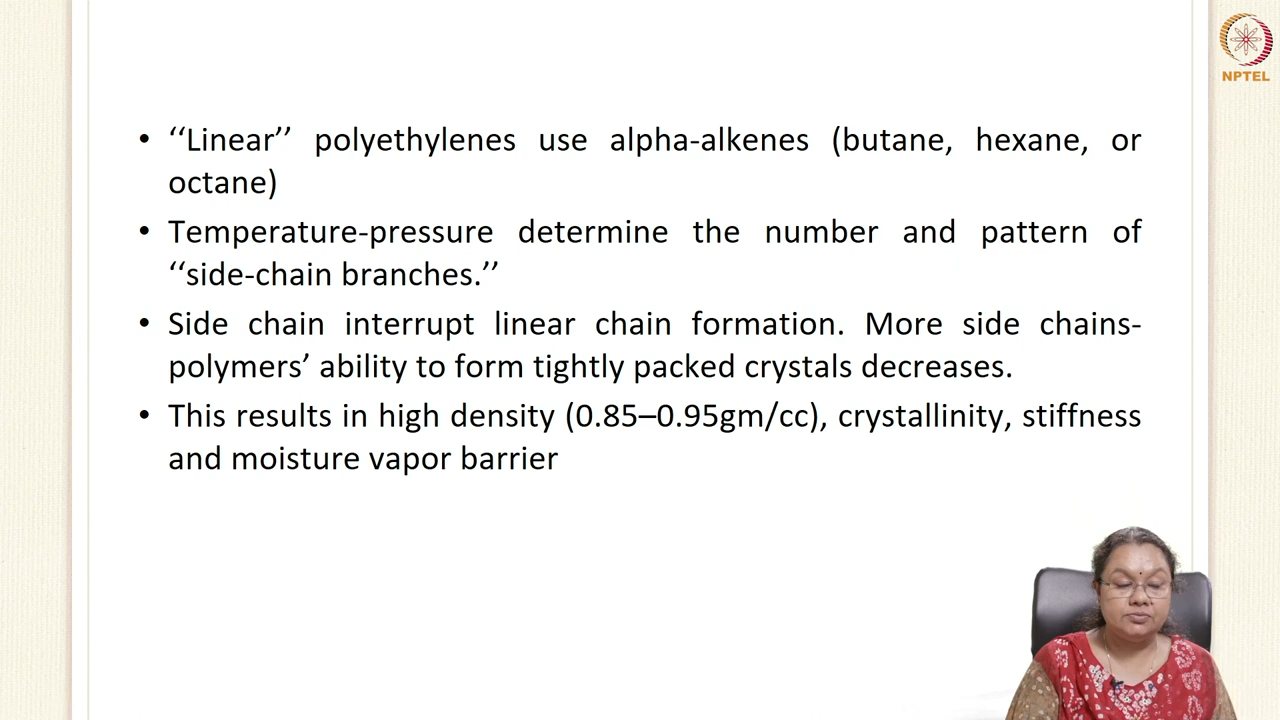 NPTEL
• ‘‘Linear’’ polyethylenes use alpha-alkenes (butane, hexane, or
octane)
• Temperature-pressure determine the number and pattern of
‘‘side-chain branches.’’
• Side chain interrupt linear chain formation. More side chains-
polymers’ ability to form tightly packed crystals decreases.
• This results in high density (0.85–0.95gm/cc), crystallinity, stiffness
and moisture vapor barrier